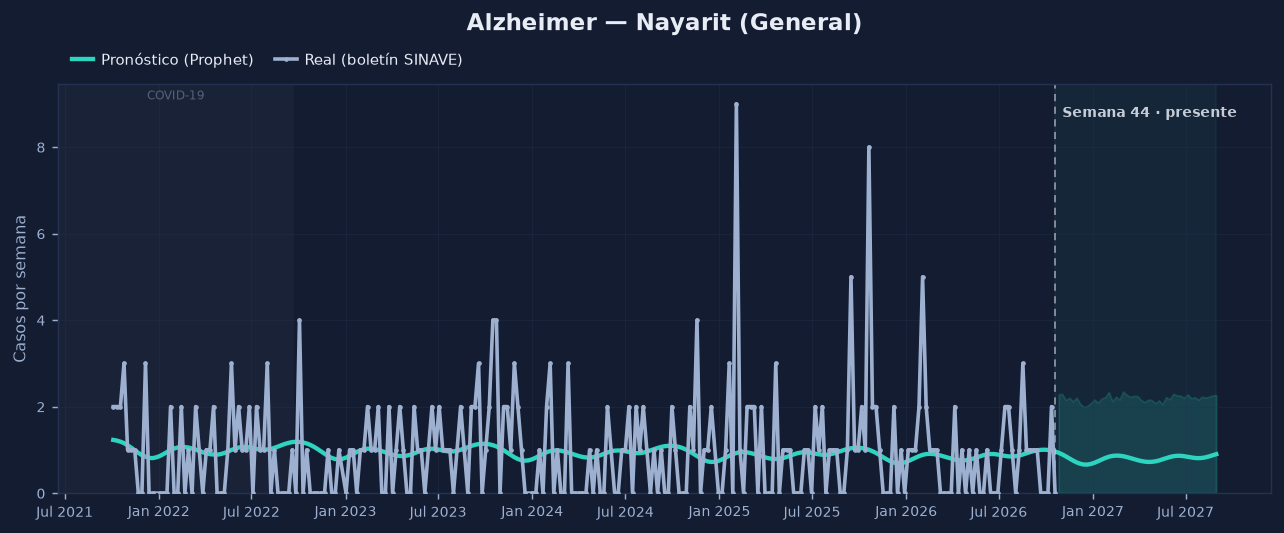 Alzheimer — Nayarit (General)
Pronóstico (Prophet)
Real (boletín SINAVE)
COVID-19
Semana 44 · presente
Casos por semana
8
6
4
2
0
Jul 2021
Jan 2022
Jul 2022
Jan 2023
Jul 2023
Jan 2024
Jul 2024
Jan 2025
Jul 2025
Jan 2026
Jul 2026
Jan 2027
Jul 2027